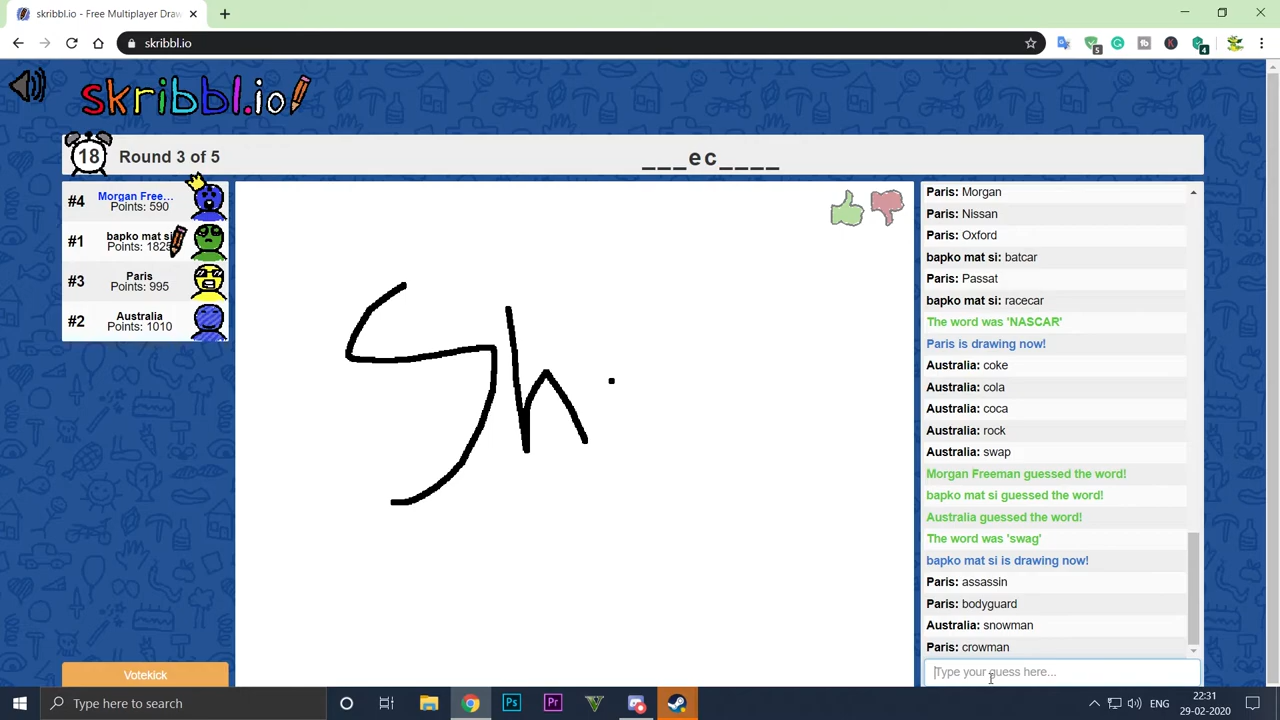 skribbl.io - Free Multiplayer Draw
skribbl.io
5
4
skribbl.io
18
Round 3 of 5
___ec____
#4
Morgan Free...
Points: 590
#1
bapko mat si
Points: 1825
#3
Paris
Points: 995
#2
Australia
Points: 1010
Sh
Paris: Morgan
Paris: Nissan
Paris: Oxford
bapko mat si: batcar
Paris: Passat
bapko mat si: racecar
The word was 'NASCAR'
Paris is drawing now!
Australia: coke
Australia: cola
Australia: coca
Australia: rock
Australia: swap
Morgan Freeman guessed the word!
bapko mat si guessed the word!
Australia guessed the word!
The word was 'swag'
bapko mat si is drawing now!
Paris: assassin
Paris: bodyguard
Australia: snowman
Paris: crowman
Type your guess here...
Votekick
Type here to search
Ps
Pr
ENG
22:31
29-02-2020